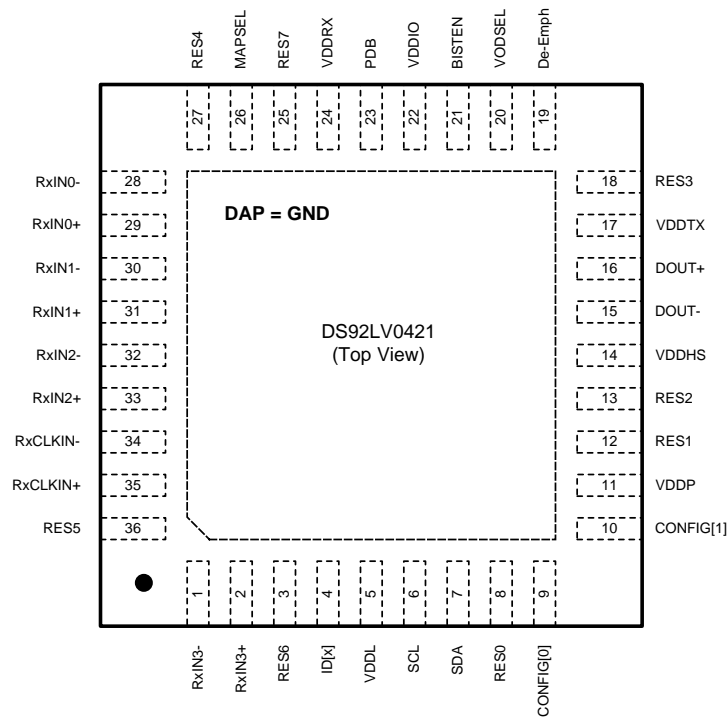 RES4 MAPSEL RES7 VDDRX PDB VDDIO BISTEN VODSEL De-Emph
27 26 25 24 23 22 21 20 19
RxIN0- 28
RxIN0+ 29
RxIN1- 30
RxIN1+ 31
RxIN2- 32
RxIN2+ 33
RxCLKIN- 34
RxCLKIN+ 35
RES5 36
DAP = GND
DS92LV0421
(Top View)
18 RES3
17 VDDTX
16 DOUT+
15 DOUT-
14 VDDHS
13 RES2
12 RES1
11 VDDP
10 CONFIG[1]
1 2 3 4 5 6 7 8 9
RxIN3- RxIN3+ RES6 ID[x] VDDL SCL SDA RES0 CONFIG[0]